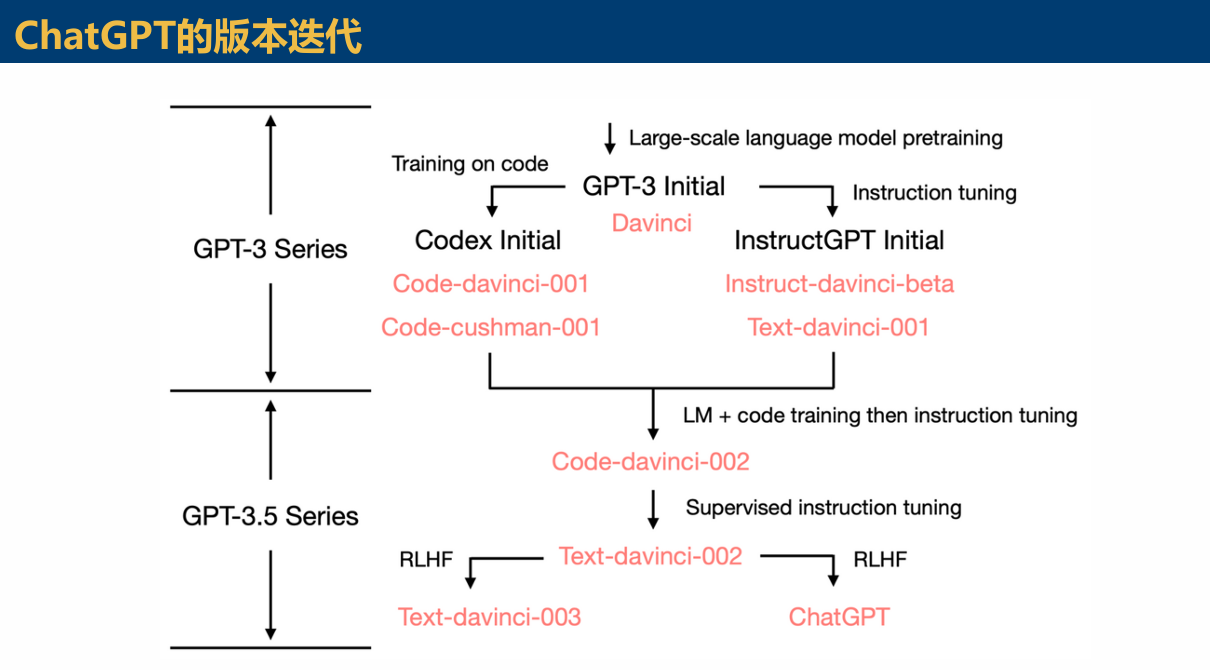 ChatGPT的版本迭代
Large-scale language model pretraining
Training on code
GPT-3 Initial
Instruction tuning
Davinci
Codex Initial
InstructGPT Initial
GPT-3 Series
Code-davinci-001
Instruct-davinci-beta
Code-cushman-001
Text-davinci-001
LM + code training then instruction tuning
Code-davinci-002
Supervised instruction tuning
GPT-3.5 Series
RLHF
Text-davinci-002
RLHF
Text-davinci-003
ChatGPT